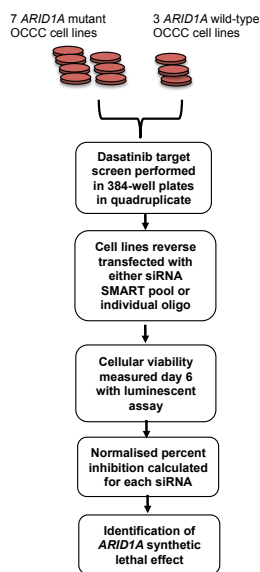 7 ARID1A mutant
OCCC cell lines
3 ARID1A wild-type
OCCC cell lines
Dasatinib target
screen performed
in 384-well plates
in quadruplicate
Cell lines reverse
transfected with
either siRNA
SMART pool or
individual oligo
Cellular viability
measured day 6
with luminescent
assay
Normalised percent
inhibition calculated
for each siRNA
Identification of
ARID1A synthetic
lethal effect